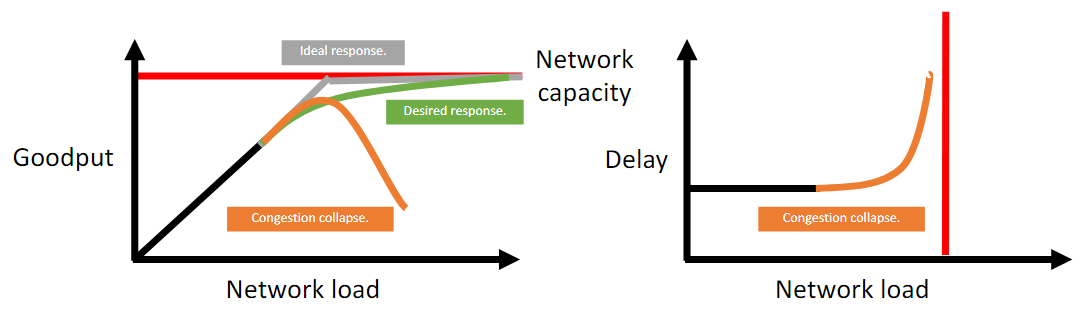 Ideal response.
Network
capacity
Desired response.
Goodput
Congestion collapse.
Network load
Delay
Congestion collapse.
Network load